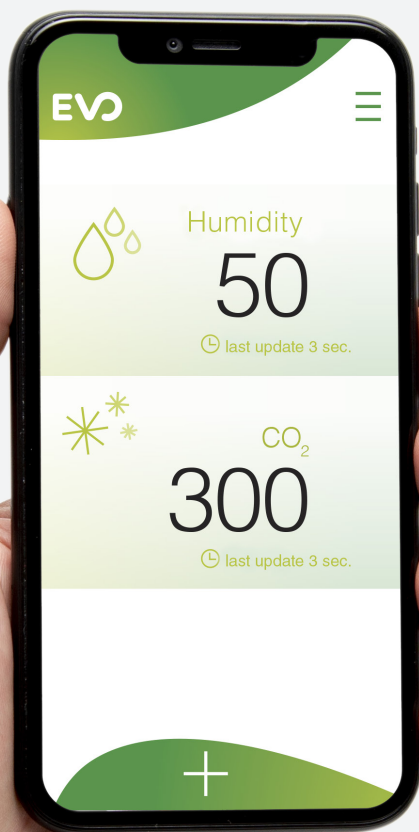 EVO
Humidity
50
last update 3 sec.
CO₂
300
last update 3 sec.